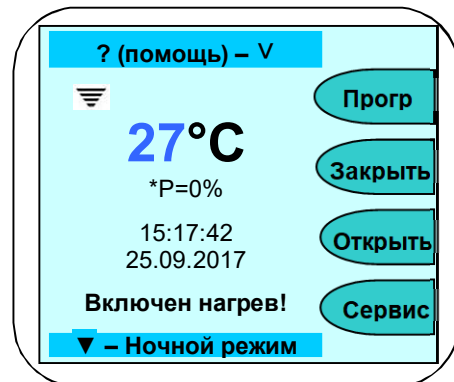 ? (помощь) – V
Прогр
27°C
Закрыть
*P=0%
15:17:42
Открыть
25.09.2017
Включен нагрев!
Сервис
▼ – Ночной режим